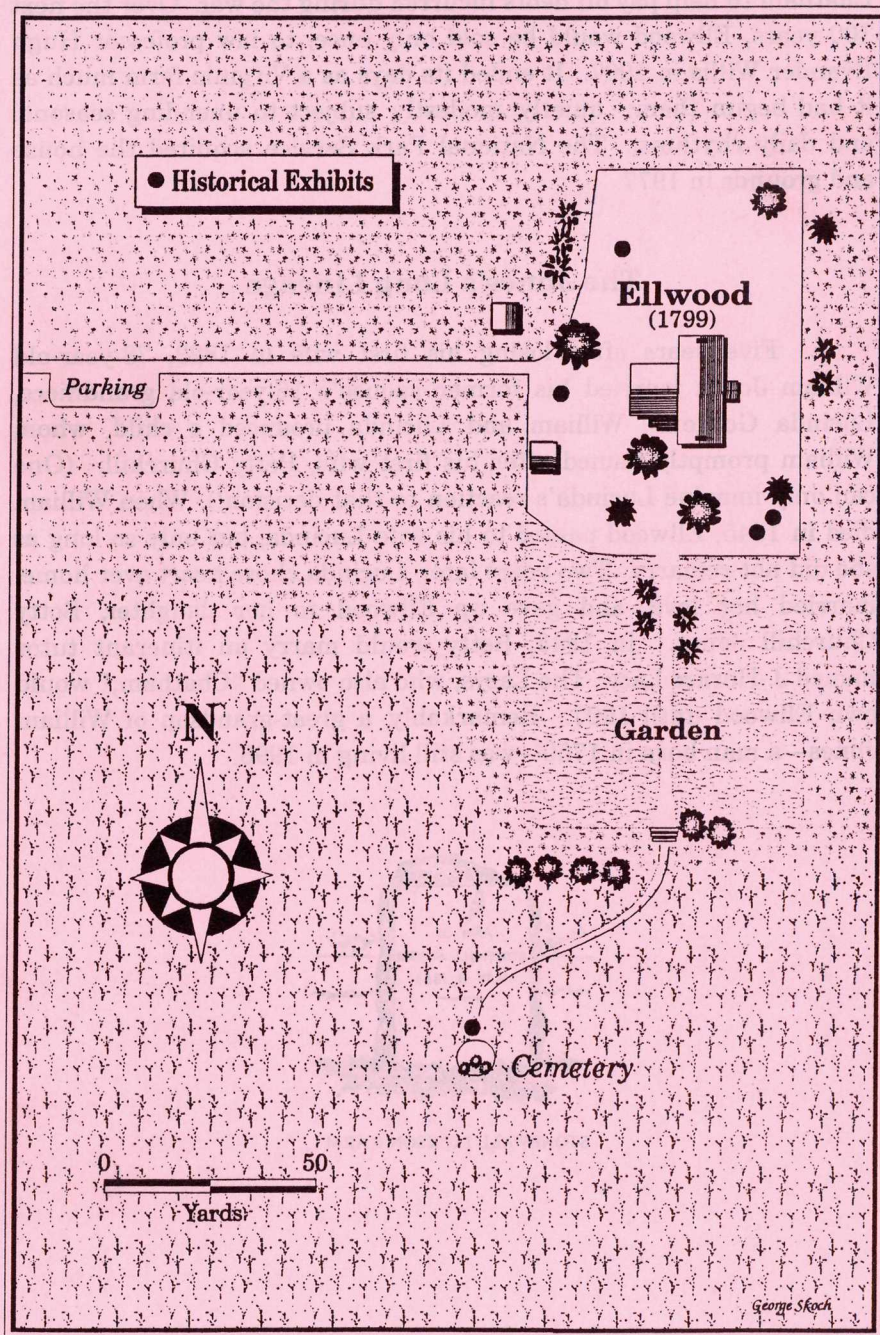 Historical Exhibits
Ellwood
(1799)
Parking
N
Garden
Cemetery
0 50
Yards
George Skoch